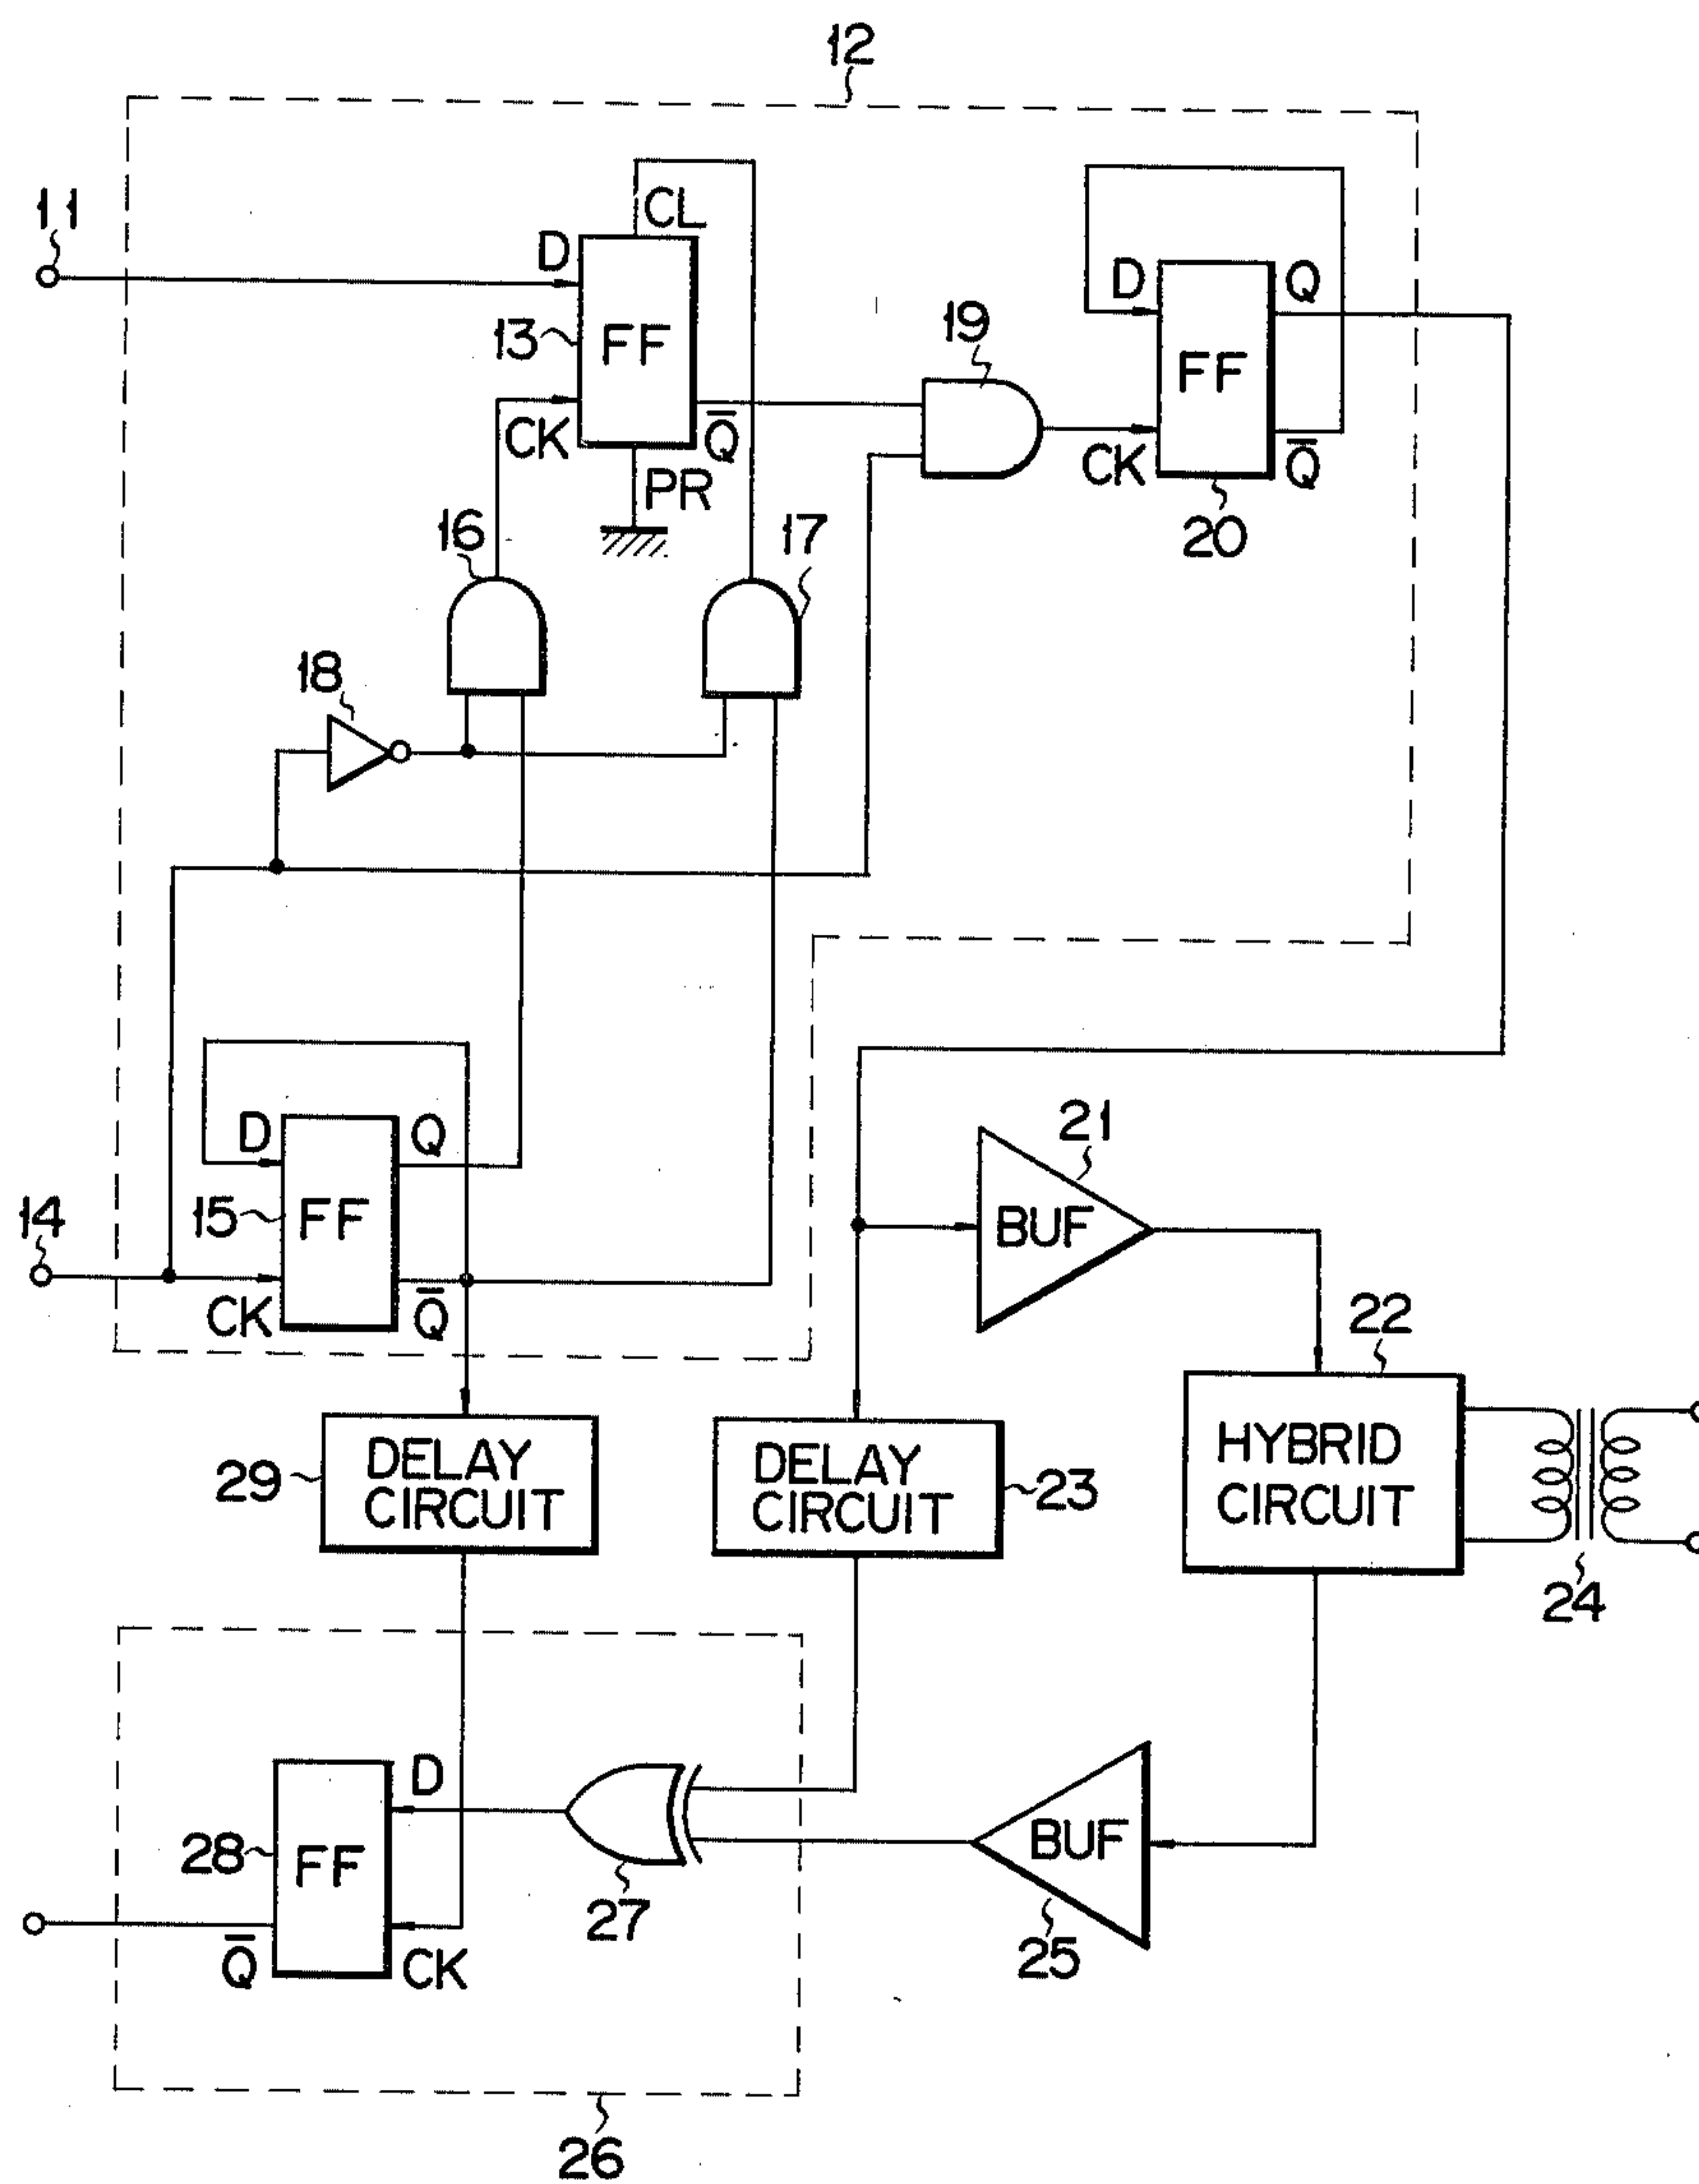 12
11
CL
D
Q
D
13
FF
19
FF
CK
Q̅
CK
Q̅
PR
16
17
20
18
D
Q
21
14
15
FF
BUF
CK
Q̅
22
29
DELAY
CIRCUIT
DELAY
CIRCUIT
23
HYBRID
CIRCUIT
24
D
28
FF
BUF
27
Q̅
CK
25
26